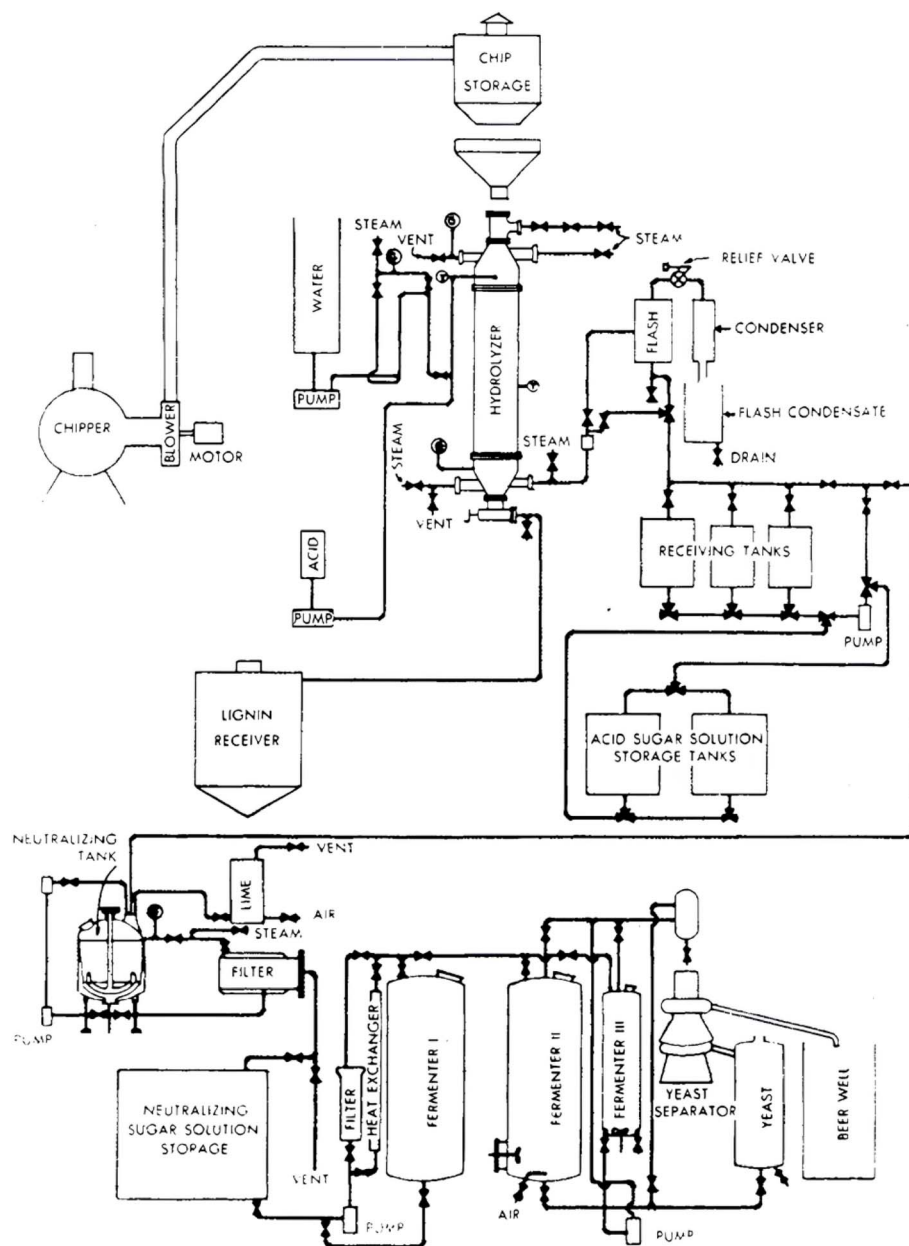 CHIP
STORAGE
STEAM
VENT
STEAM
RELIEF VALVE
WATER
FLASH
CONDENSER
HYDROLYZER
PUMP
FLASH CONDENSATE
CHIPPER
BLOWER
MOTOR
STEAM
STEAM
DRAIN
VENT
RECEIVING TANKS
ACID
PUMP
PUMP
LIGNIN
RECEIVER
ACID SUGAR SOLUTION
STORAGE TANKS
NEUTRALIZING
TANK
VENT
LIME
AIR
STEAM
FILTER
PUMP
HEAT EXCHANGER
FERMENTER I
FERMENTER II
FERMENTER III
FILTER
NEUTRALIZING
SUGAR SOLUTION
STORAGE
YEAST
SEPARATOR
YEAST
BEER WELL
VENT
PUMP
AIR
PUMP